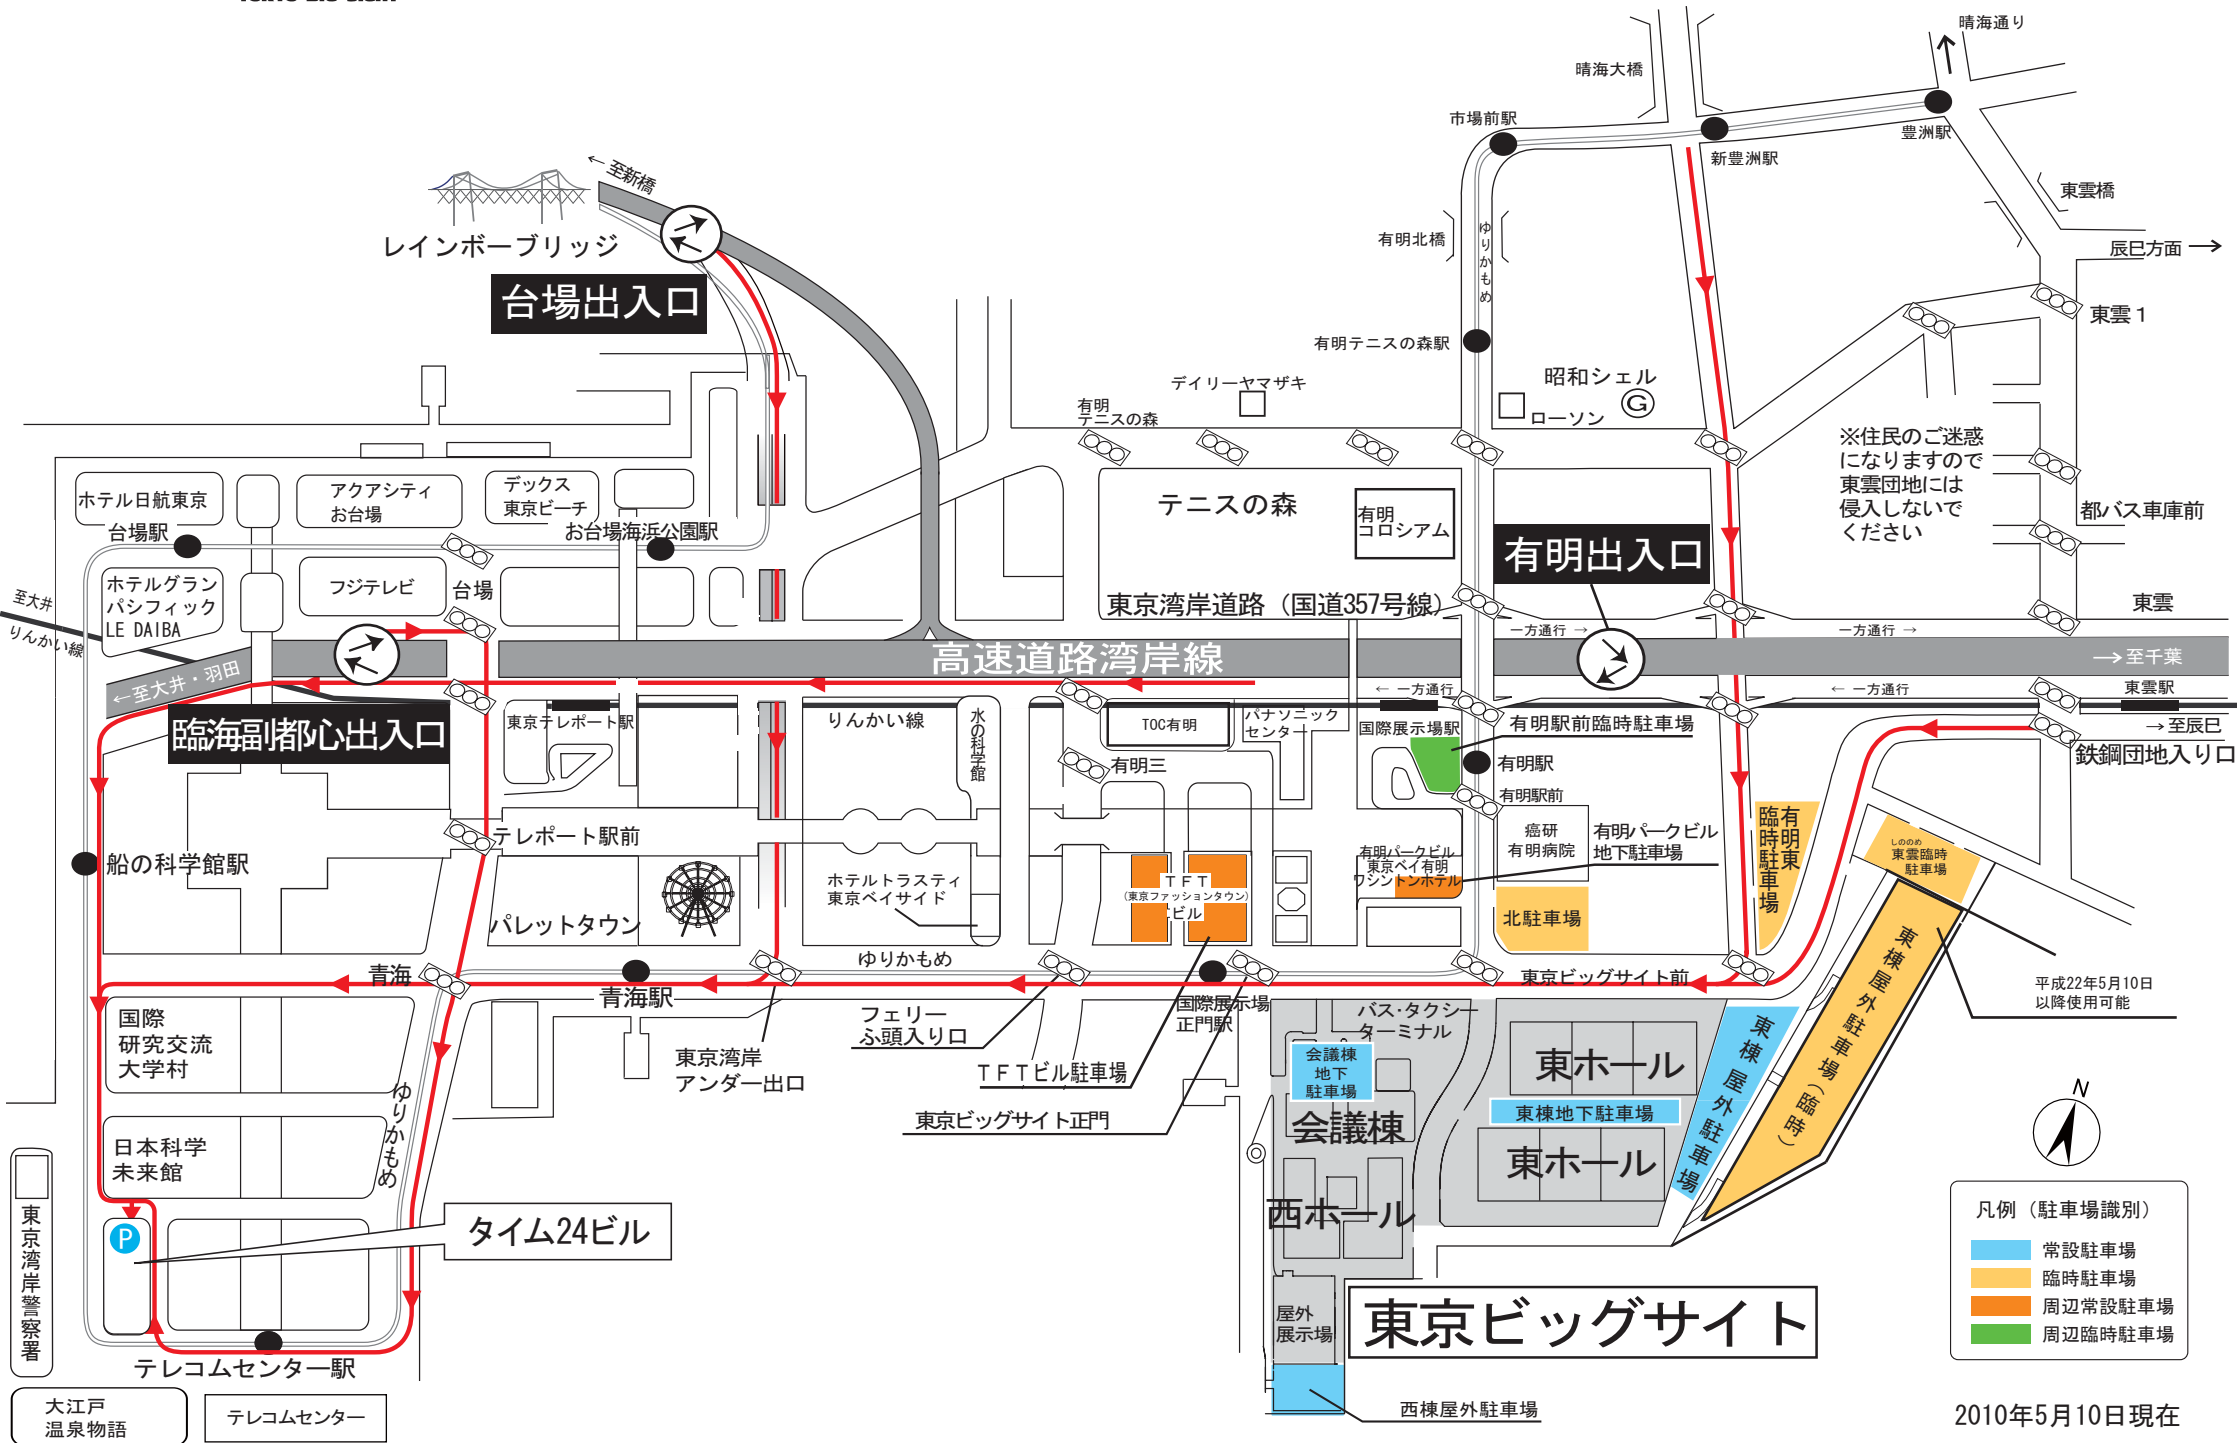 晴海通り
晴海大橋
市場前駅
豊洲駅
新豊洲駅
←至新橋
東雲橋
レインボーブリッジ
有明北橋
ゆりかもめ
辰巳方面→
台場出入口
東雲1
有明テニスの森駅
昭和シェル
G
デイリーヤマザキ
ローソン
有明
テニスの森
※住民のご迷惑
になりますので
東雲団地には
侵入しないで
ください
ホテル日航東京
アクアシティ
お台場
デックス
東京ビーチ
テニスの森
有明
コロシアム
都バス車庫前
台場駅
お台場海浜公園駅
有明出入口
ホテルグラン
パシフィック
LE DAIBA
フジテレビ
台場
至大井
りんかい線
東京湾岸道路（国道357号線）
東雲
一方通行→
一方通行→
高速道路湾岸線
→至千葉
←至大井・羽田
←一方通行
←一方通行
東雲駅
臨海副都心出入口
東京テレポート駅
りんかい線
水の科学館
TOC有明
パナソニック
センター
国際展示場駅
有明駅前臨時駐車場
→至辰巳
鉄鋼団地入り口
有明三
有明駅
有明駅前
テレポート駅前
癌研
有明病院
有明パークビル
地下駐車場
有明東
臨時駐車場
しののめ
東雲臨時
駐車場
船の科学館駅
有明パークビル
東京ベイ有明
ワシントンホテル
ホテルトラスティ
東京ベイサイド
TFT
(東京ファッションタウン)
ビル
パレットタウン
北駐車場
東棟屋外駐車場（臨時）
ゆりかもめ
青海
青海駅
東京ビッグサイト前
平成22年5月10日
以降使用可能
国際展示場
正門駅
バス・タクシー
ターミナル
国際
研究交流
大学村
フェリー
ふ頭入り口
東京湾岸
アンダー出口
TFTビル駐車場
会議棟
地下
駐車場
東ホール
東棟屋外駐車場
東棟地下駐車場
東京ビッグサイト正門
会議棟
東ホール
ゆりかもめ
N
日本科学
未来館
西ホール
東京湾岸警察署
P
タイム24ビル
凡例（駐車場識別）
常設駐車場
臨時駐車場
周辺常設駐車場
周辺臨時駐車場
屋外
展示場
東京ビッグサイト
テレコムセンター駅
大江戸
温泉物語
テレコムセンター
西棟屋外駐車場
2010年5月10日現在